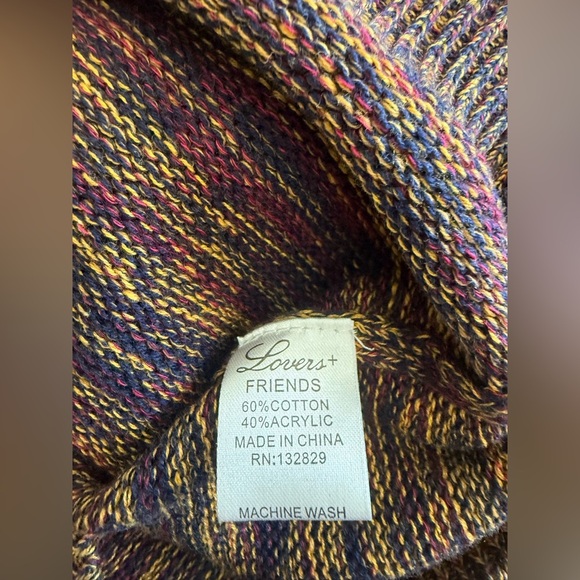 Lovers+
FRIENDS
60%COTTON
40%ACRYLIC
MADE IN CHINA
RN:132829
MACHINE WASH